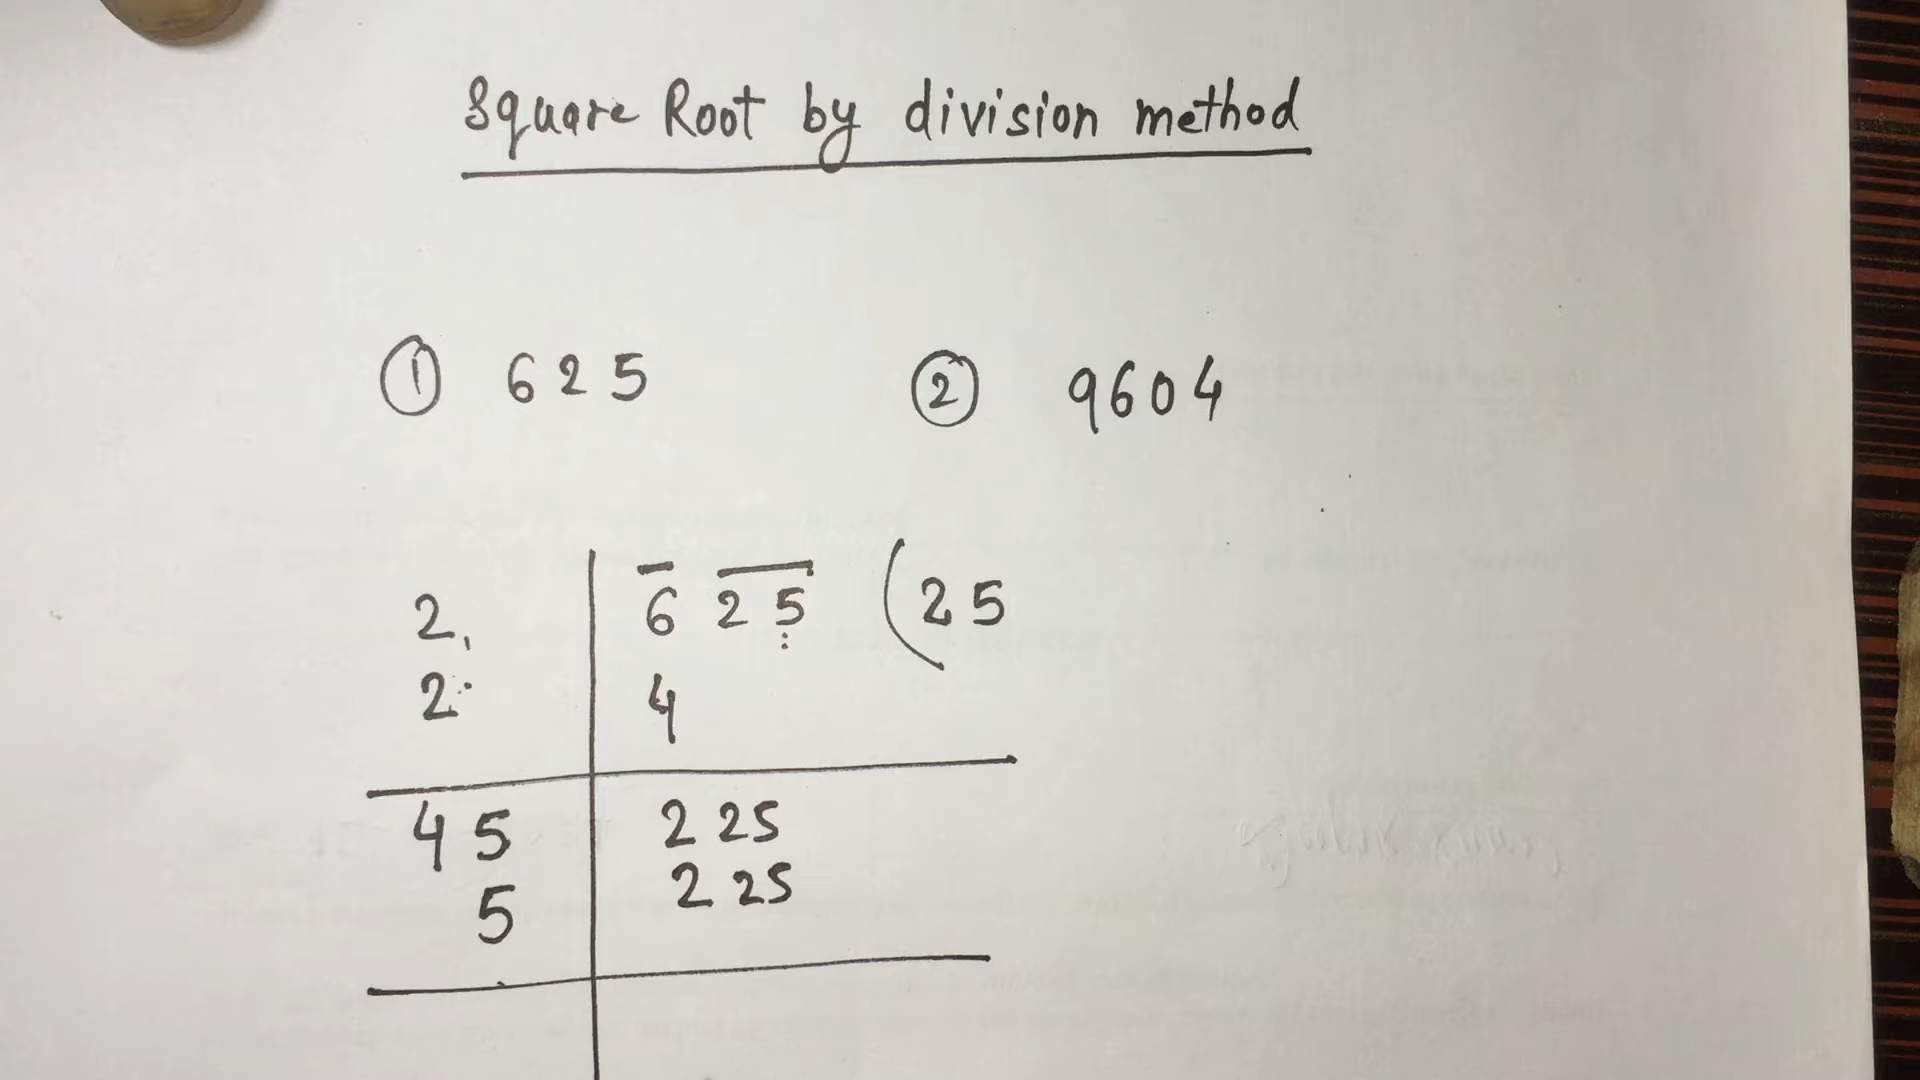 Square Root by division method
① 625 ② 9604
2 6 25 ( 25
2 4
45 225
5 225